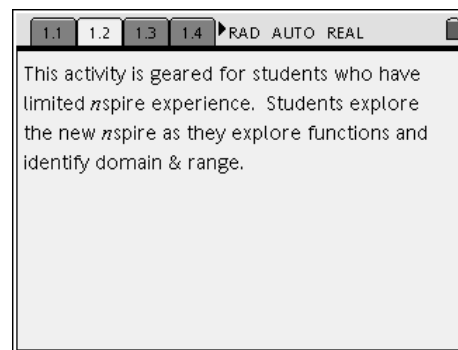 1.1 1.2 1.3 1.4 RAD AUTO REAL
This activity is geared for students who have
limited nspire experience. Students explore
the new nspire as they explore functions and
identify domain & range.